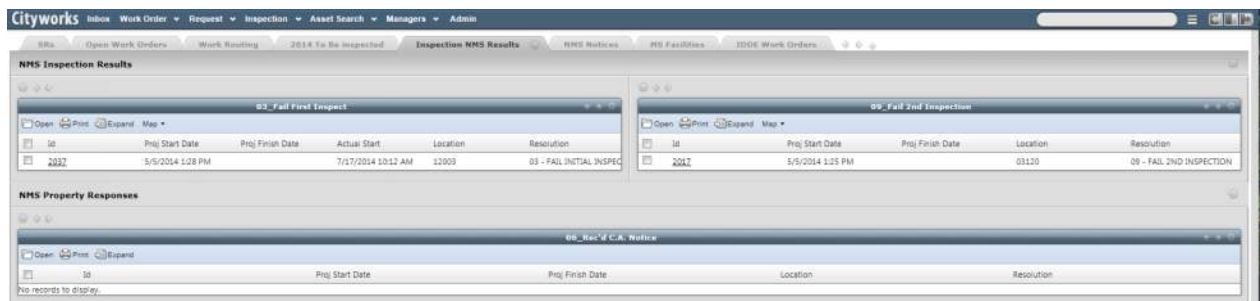 Cityworks Inbox Work Order Request Inspection Asset Search Managers Admin
SRs Open Work Orders Work Routing 2014 To Be Inspected Inspection NMS Results NMS Notices MS Facilities IDDE Work Orders
NMS Inspection Results
03_Fail First Inspect
Open Print Expand Map
Id Proj Start Date Proj Finish Date Actual Start Location Resolution
2037 5/5/2014 1:28 PM 7/17/2014 10:12 AM 12003 03 - FAIL INITIAL INSPEC
09_Fail 2nd Inspection
Open Print Expand Map
Id Proj Start Date Proj Finish Date Location Resolution
2017 5/5/2014 1:25 PM 03120 09 - FAIL 2ND INSPECTION
NMS Property Responses
06_Rec'd C.A. Notice
Open Print Expand
Id Proj Start Date Proj Finish Date Location Resolution
No records to display.